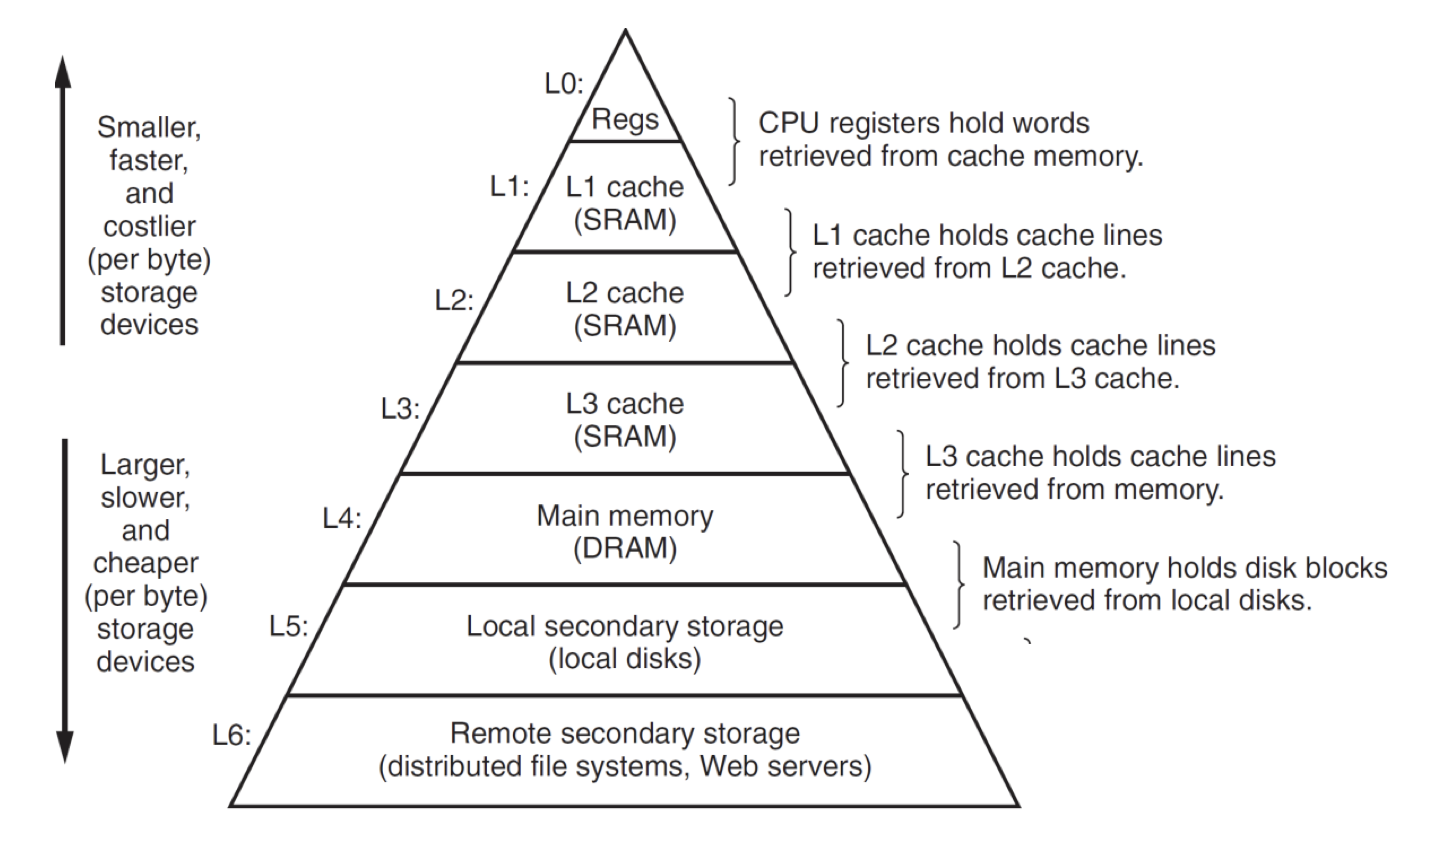 L0:
Regs
CPU registers hold words
retrieved from cache memory.
Smaller,
faster,
and
costlier
(per byte)
storage
devices
L1:
L1 cache
(SRAM)
L1 cache holds cache lines
retrieved from L2 cache.
L2:
L2 cache
(SRAM)
L2 cache holds cache lines
retrieved from L3 cache.
L3:
L3 cache
(SRAM)
L3 cache holds cache lines
retrieved from memory.
Larger,
slower,
and
cheaper
(per byte)
storage
devices
L4:
Main memory
(DRAM)
Main memory holds disk blocks
retrieved from local disks.
L5:
Local secondary storage
(local disks)
L6:
Remote secondary storage
(distributed file systems, Web servers)